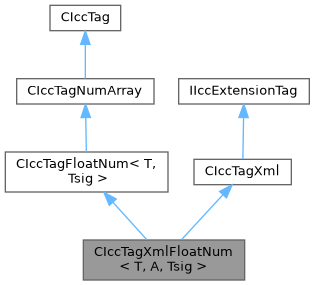 CIccTag
CIccTagNumArray
IIccExtensionTag
CIccTagFloatNum< T,
Tsig >
CIccTagXml
CIccTagXmlFloatNum
< T, A, Tsig >